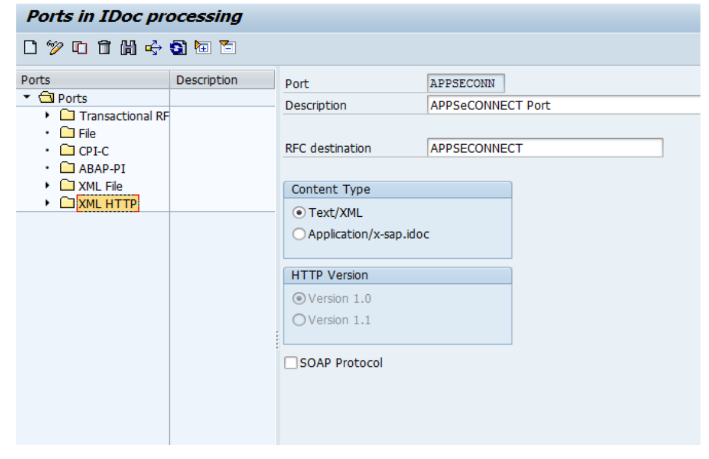 Ports in IDoc processing
Ports Description
Ports
Transactional RF
File
CPI-C
ABAP-PI
XML File
XML HTTP
Port APPSECONN
Description APPSeCONNECT Port
RFC destination APPSECONNECT
Content Type
Text/XML
Application/x-sap.idoc
HTTP Version
Version 1.0
Version 1.1
SOAP Protocol